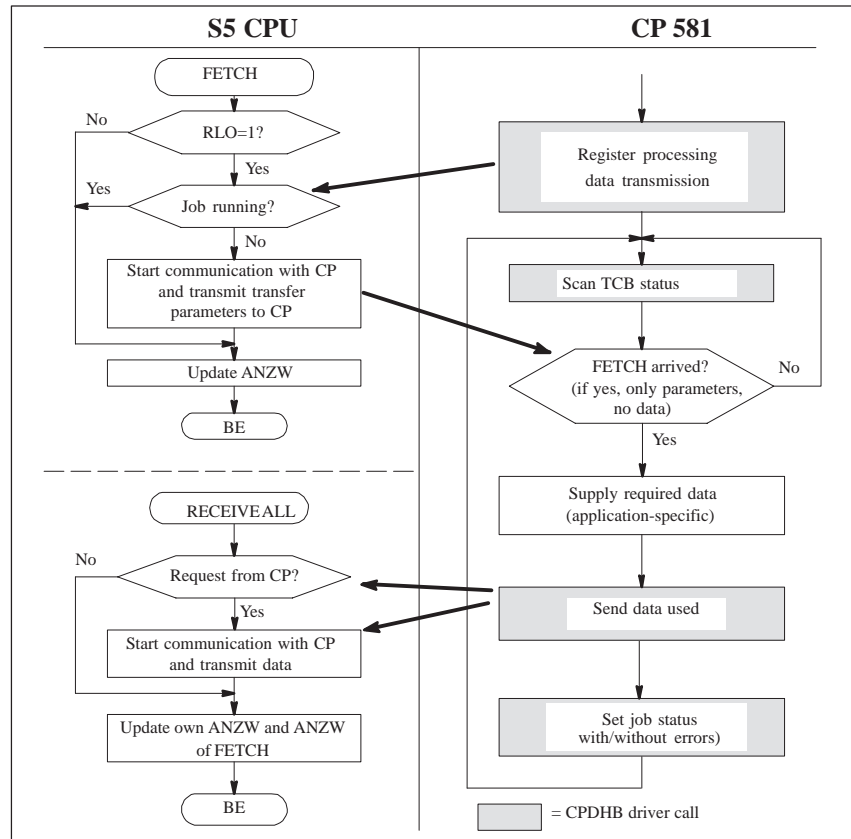 S5 CPU
FETCH
No
RLO=1?
Yes
Yes
Job running?
No
Start communication with CP
and transmit transfer
parameters to CP
Update ANZW
BE
RECEIVE ALL
No
Request from CP?
Yes
Start communication with CP
and transmit data
Update own ANZW and ANZW
of FETCH
BE
CP 581
Register processing
data transmission
Scan TCB status
FETCH arrived?
(if yes, only parameters,
no data)
No
Yes
Supply required data
(application-specific)
Send data used
Set job status
with/without errors)
= CPDHB driver call